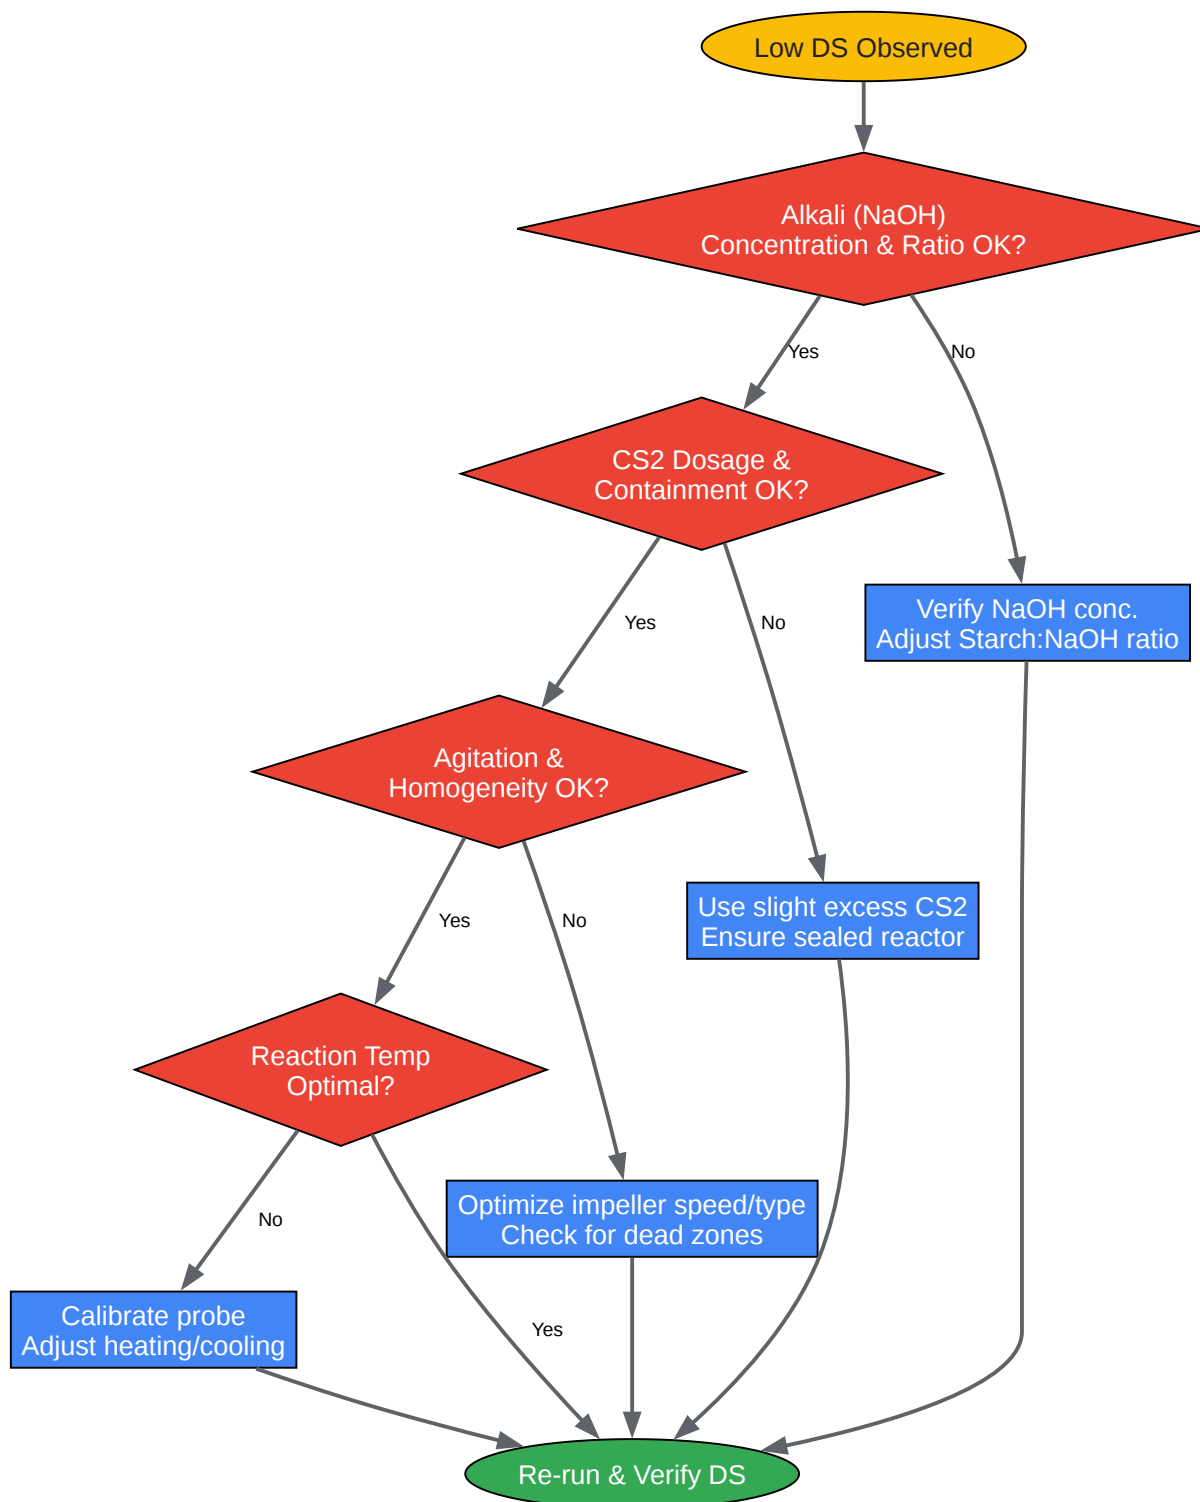 Low DS Observed
Alkali (NaOH)
Concentration & Ratio OK?
Yes
No
CS2 Dosage &
Containment OK?
Verify NaOH conc.
Adjust Starch:NaOH ratio
Yes
No
Agitation &
Homogeneity OK?
Use slight excess CS2
Ensure sealed reactor
Yes
No
Reaction Temp
Optimal?
Optimize impeller speed/type
Check for dead zones
No
Yes
Calibrate probe
Adjust heating/cooling
Re-run & Verify DS